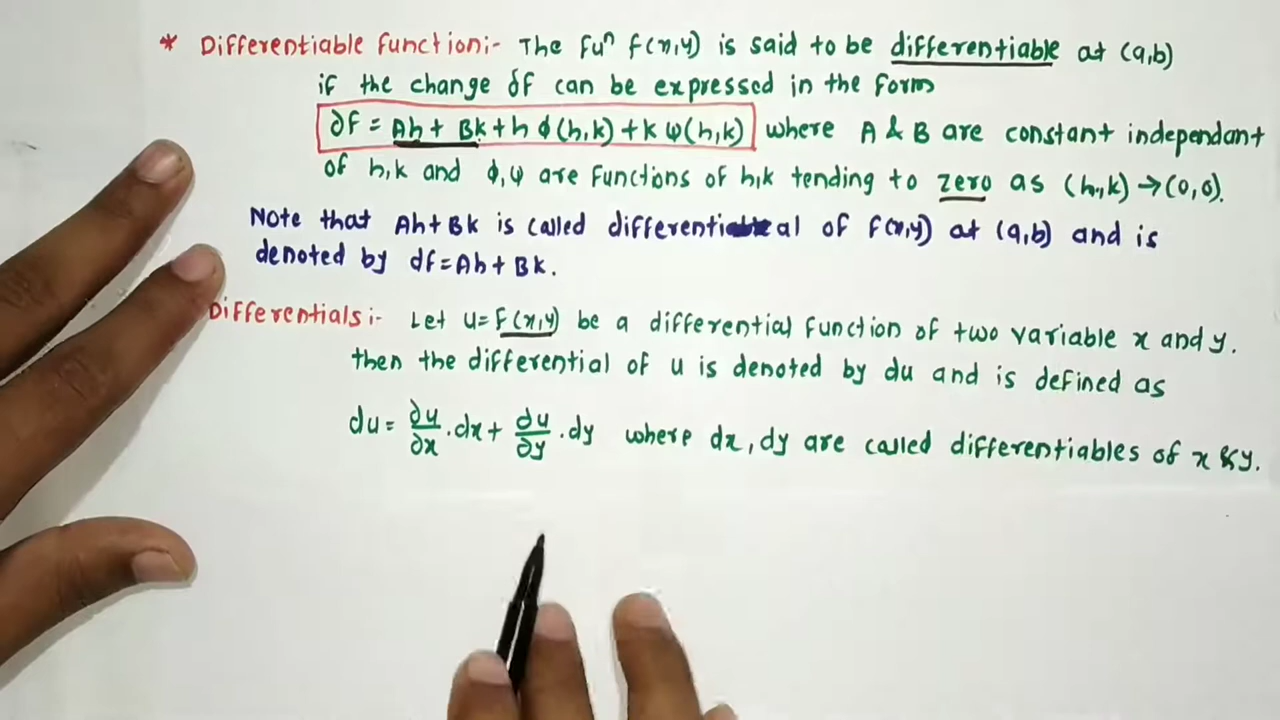 * Differentiable function:- The fuⁿ f(x,y) is said to be differentiable at (a,b)
if the change δf can be expressed in the form
∂f = Ah + Bk + h ϕ(h,k) + k ψ(h,k) where A & B are constant independant
of h,k and ϕ,ψ are functions of h,k tending to zero as (h,k) → (0,0).
Note that Ah+Bk is called differential of f(x,y) at (a,b) and is
denoted by df=Ah+Bk.
Differentials:- Let u=f(x,y) be a differential function of two variable x and y.
then the differential of u is denoted by du and is defined as
du = ∂u/∂x . dx + ∂u/∂y . dy where dx, dy are called differentiables of x & y.